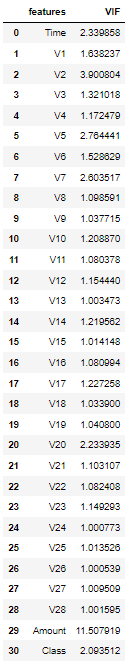 features VIF
0 Time 2.339858
1 V1 1.638237
2 V2 3.900804
3 V3 1.321018
4 V4 1.172479
5 V5 2.764441
6 V6 1.528629
7 V7 2.603517
8 V8 1.098591
9 V9 1.037715
10 V10 1.208870
11 V11 1.080378
12 V12 1.154440
13 V13 1.003473
14 V14 1.219562
15 V15 1.014148
16 V16 1.080994
17 V17 1.227258
18 V18 1.033900
19 V19 1.040800
20 V20 2.233935
21 V21 1.103107
22 V22 1.082408
23 V23 1.149293
24 V24 1.000773
25 V25 1.013526
26 V26 1.000539
27 V27 1.009509
28 V28 1.001595
29 Amount 11.507919
30 Class 2.093512